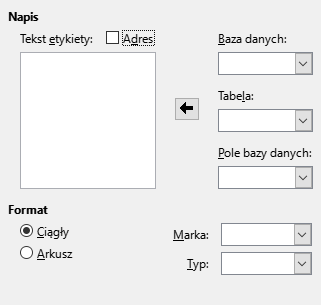 Napis
Tekst etykiety: Adres
Baza danych:
Tabela:
Pole bazy danych:
Format
Ciągły
Arkusz
Marka:
Typ: